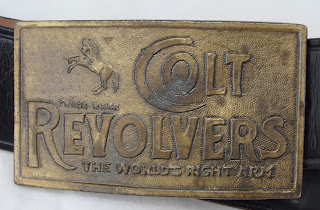 COLT
TRADE MARK
REVOLVERS
THE WORLD'S RIGHT ARM